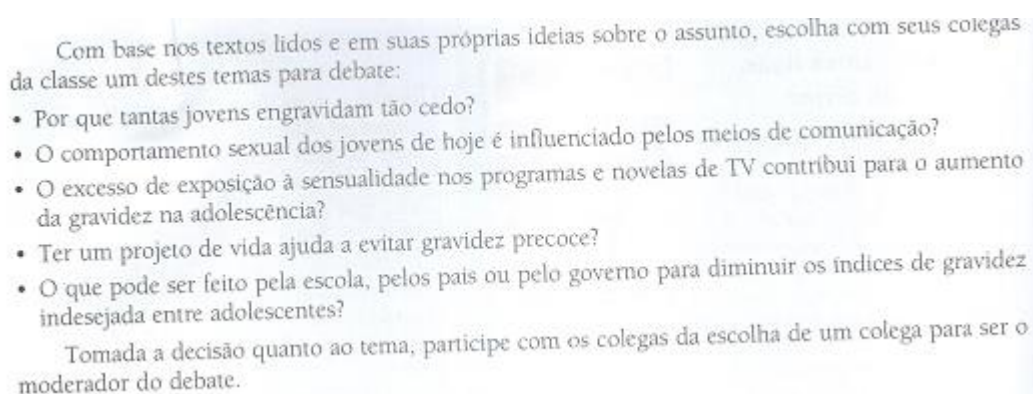 Com base nos textos lidos e em suas próprias ideias sobre o assunto, escolha com seus colegas
da classe um destes temas para debate:
• Por que tantas jovens engravidam tão cedo?
• O comportamento sexual dos jovens de hoje é influenciado pelos meios de comunicação?
• O excesso de exposição à sensualidade nos programas e novelas de TV contribui para o aumento
da gravidez na adolescência?
• Ter um projeto de vida ajuda a evitar gravidez precoce?
• O que pode ser feito pela escola, pelos pais ou pelo governo para diminuir os índices de gravidez
indesejada entre adolescentes?
Tomada a decisão quanto ao tema, participe com os colegas da escolha de um colega para ser o
moderador do debate.